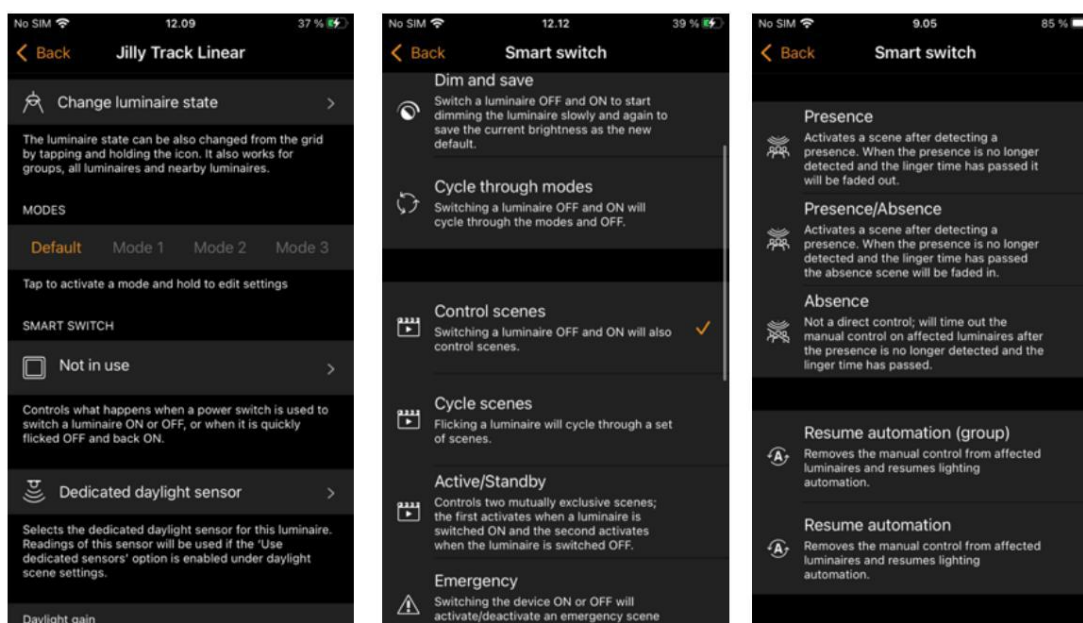 No SIM 12.09 37 %
Back Jilly Track Linear
Change luminaire state
The luminaire state can be also changed from the grid
by tapping and holding the icon. It also works for
groups, all luminaires and nearby luminaires.
MODES
Default Mode 1 Mode 2 Mode 3
Tap to activate a mode and hold to edit settings
SMART SWITCH
Not in use
Controls what happens when a power switch is used to
switch a luminaire ON or OFF, or when it is quickly
flicked OFF and back ON.
Dedicated daylight sensor
Selects the dedicated daylight sensor for this luminaire.
Readings of this sensor will be used if the 'Use
dedicated sensors' option is enabled under daylight
scene settings.
Daylight gain
No SIM 12.12 39 %
Back Smart switch
Dim and save
Switch a luminaire OFF and ON to start
dimming the luminaire slowly and again to
save the current brightness as the new
default.
Cycle through modes
Switching a luminaire OFF and ON will
cycle through the modes and OFF.
Control scenes
Switching a luminaire OFF and ON will also
control scenes.
Cycle scenes
Flicking a luminaire will cycle through a set
of scenes.
Active/Standby
Controls two mutually exclusive scenes;
the first activates when a luminaire is
switched ON and the second activates
when the luminaire is switched OFF.
Emergency
Switching the device ON or OFF will
activate/deactivate an emergency scene
No SIM 9.05 85 %
Back Smart switch
Presence
Activates a scene after detecting a
presence. When the presence is no longer
detected and the linger time has passed it
will be faded out.
Presence/Absence
Activates a scene after detecting a
presence. When the presence is no longer
detected and the linger time has passed
the absence scene will be faded in.
Absence
Not a direct control; will time out the
manual control on affected luminaires after
the presence is no longer detected and the
linger time has passed.
Resume automation (group)
Removes the manual control from affected
luminaires and resumes lighting
automation.
Resume automation
Removes the manual control from affected
luminaires and resumes lighting
automation.